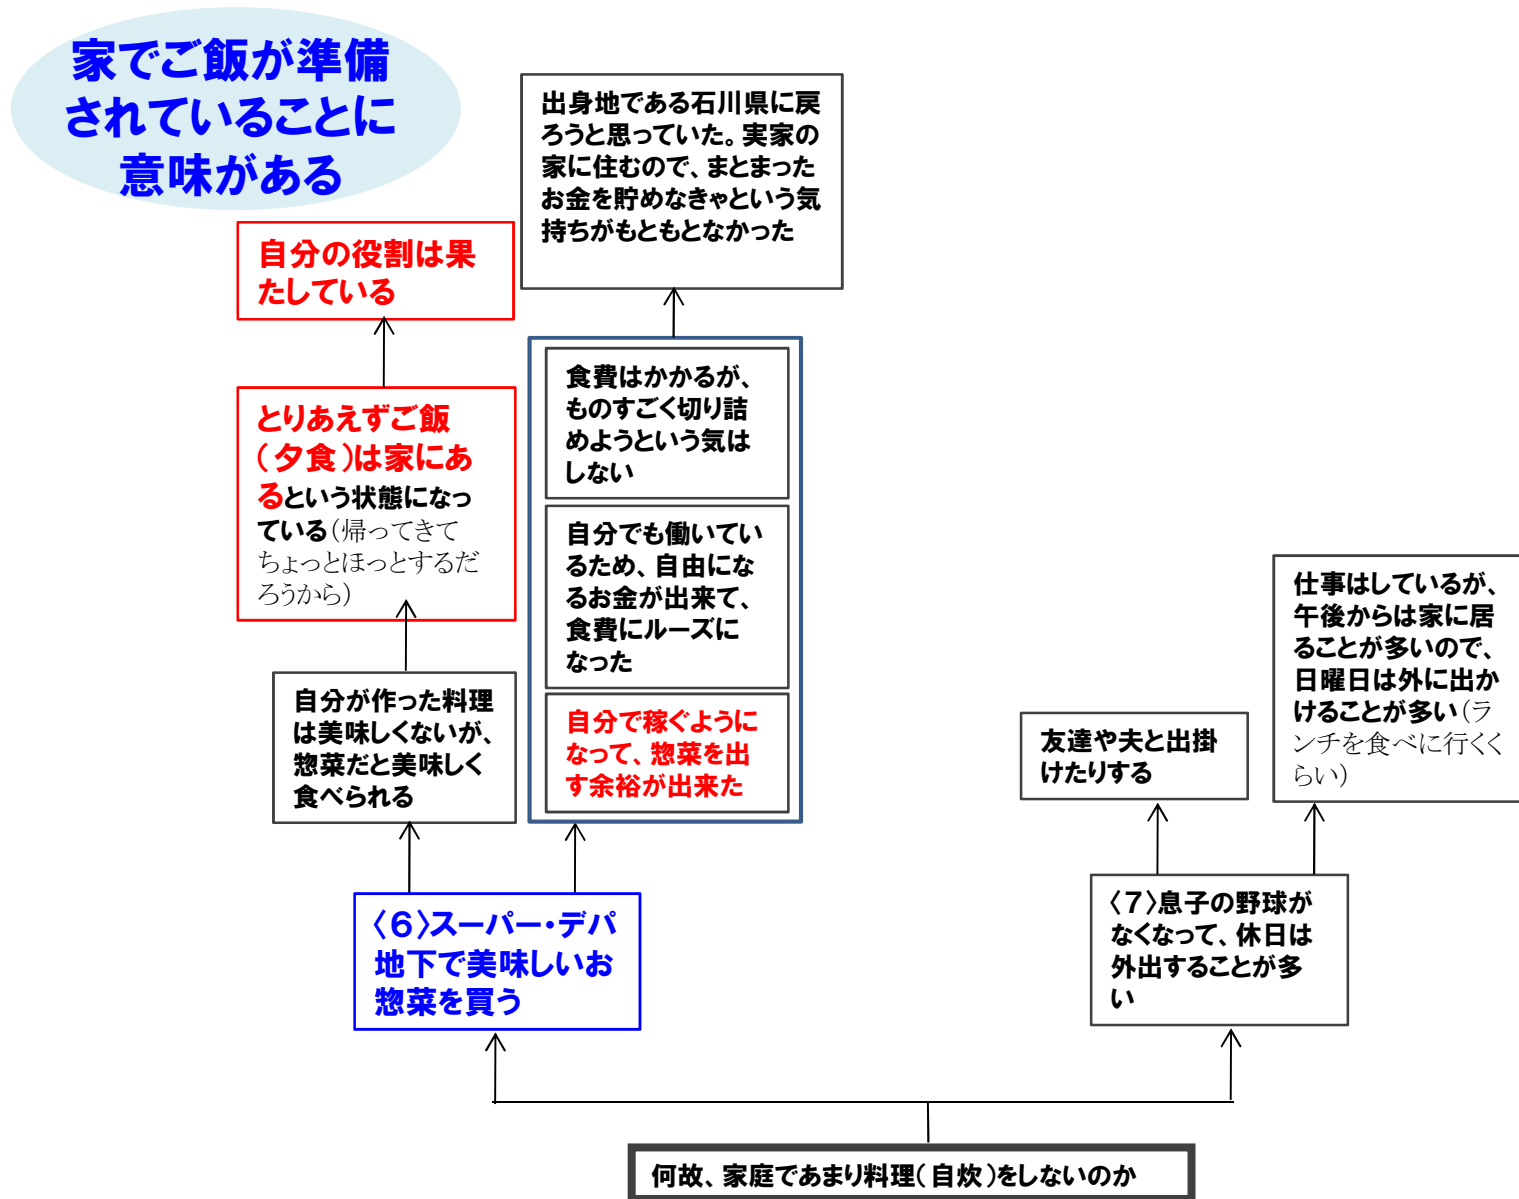 家でご飯が準備
されていることに
意味がある
出身地である石川県に戻
ろうと思っていた。実家の
家に住むので、まとまった
お金を貯めなきゃという気
持ちがもともとなかった
自分の役割は果
たしている
食費はかかるが、
ものすごく切り詰
めようという気は
しない
とりあえずご飯
(夕食)は家にあ
るという状態になっ
ている(帰ってきて
ちょっとほっとするだ
ろうから)
自分でも働いてい
るため、自由にな
るお金が出来て、
食費にルーズに
なった
自分が作った料理
は美味しくないが、
惣菜だと美味しく
食べられる
自分で稼ぐように
なって、惣菜を出
す余裕が出来た
仕事はしているが、
午後からは家に居
ることが多いので、
日曜日は外に出か
けることが多い(ラ
ンチを食べに行くく
らい)
友達や夫と出掛
けたりする
〈6〉スーパー・デパ
地下で美味しいお
惣菜を買う
〈7〉息子の野球が
なくなって、休日は
外出することが多
い
何故、家庭であまり料理(自炊)をしないのか